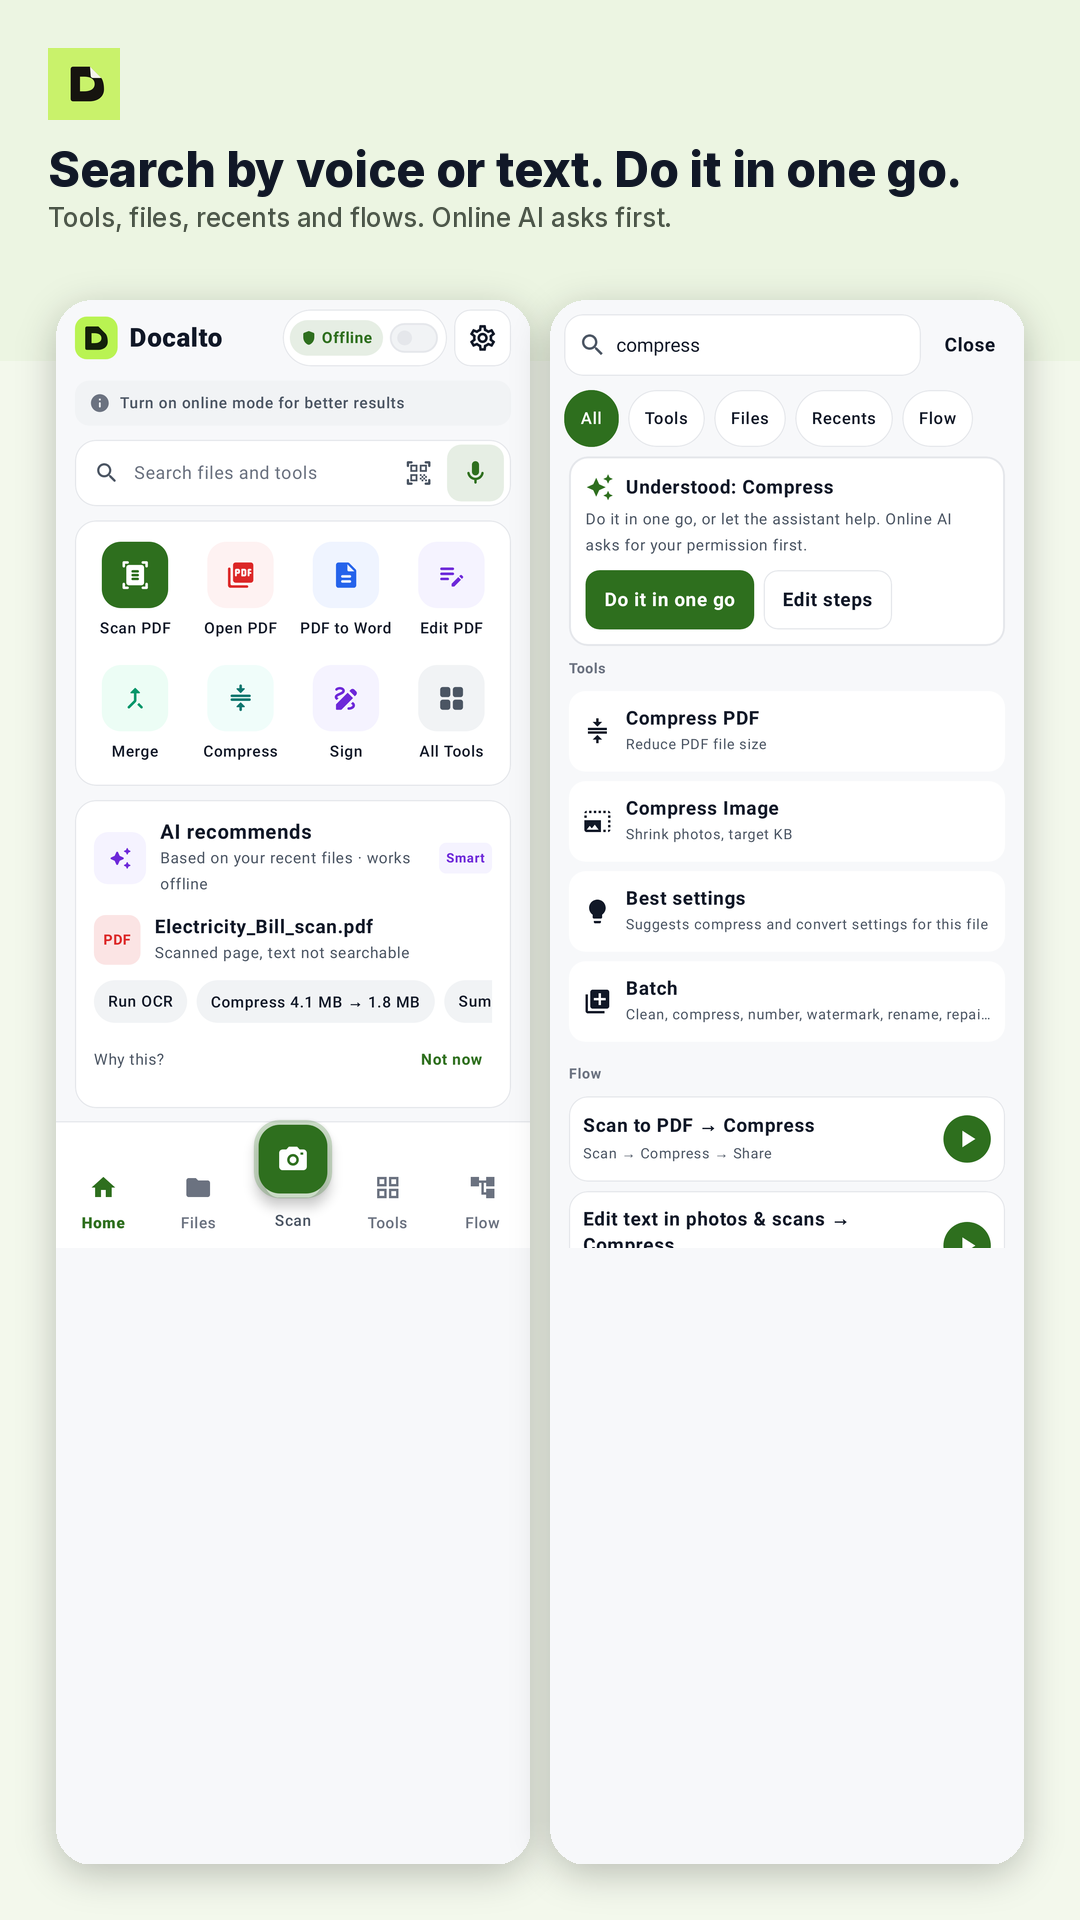 Search by voice or text. Do it in one go.
Tools, files, recents and flows. Online AI asks first.
Docalto
Offline
Turn on online mode for better results
Search files and tools
Scan PDF
Open PDF
PDF to Word
Edit PDF
Merge
Compress
Sign
All Tools
AI recommends
Based on your recent files · works
offline
Smart
PDF
Electricity_Bill_scan.pdf
Scanned page, text not searchable
Run OCR
Compress 4.1 MB → 1.8 MB
Sum
Why this?
Not now
Home
Files
Scan
Tools
Flow
compress
Close
All
Tools
Files
Recents
Flow
Understood: Compress
Do it in one go, or let the assistant help. Online AI
asks for your permission first.
Do it in one go
Edit steps
Tools
Compress PDF
Reduce PDF file size
Compress Image
Shrink photos, target KB
Best settings
Suggests compress and convert settings for this file
Batch
Clean, compress, number, watermark, rename, repai…
Flow
Scan to PDF → Compress
Scan → Compress → Share
Edit text in photos & scans →
Compress